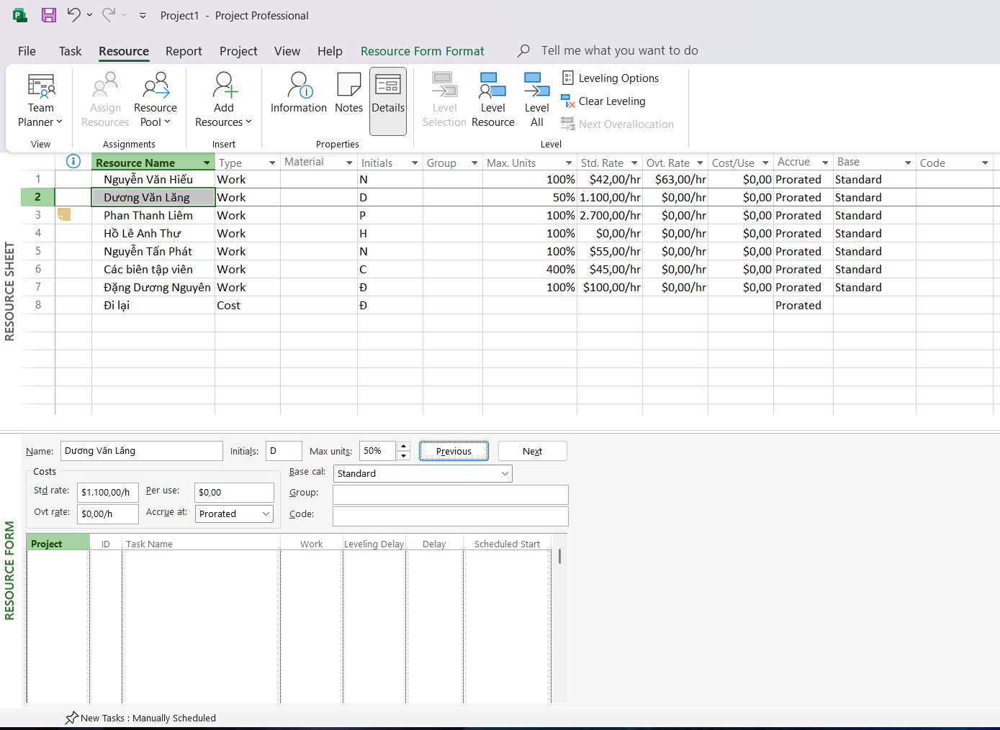 Project1 - Project Professional
File Task Resource Report Project View Help Resource Form Format Tell me what you want to do
Team Planner
Assign Resources
Resource Pool
Add Resources
Information
Notes
Details
Level Selection
Level Resource
Level All
Leveling Options
Clear Leveling
Next Overallocation
View Assignments Insert Properties Level
Resource Name Type Material Initials Group Max. Units Std. Rate Ovt. Rate Cost/Use Accrue Base Code
1 Nguyễn Văn Hiếu Work N 100% $42,00/hr $63,00/hr $0,00 Prorated Standard
2 Dương Văn Lăng Work D 50% 1.100,00/hr $0,00/hr $0,00 Prorated Standard
3 Phan Thanh Liêm Work P 100% 2.700,00/hr $0,00/hr $0,00 Prorated Standard
4 Hồ Lê Anh Thư Work H 100% $0,00/hr $0,00/hr $0,00 Prorated Standard
5 Nguyễn Tấn Phát Work N 100% $55,00/hr $0,00/hr $0,00 Prorated Standard
6 Các biên tập viên Work C 400% $45,00/hr $0,00/hr $0,00 Prorated Standard
7 Đặng Dương Nguyên Work Đ 100% $100,00/hr $0,00/hr $0,00 Prorated Standard
8 Đi lại Cost Đ Prorated
RESOURCE SHEET
Name: Dương Văn Lăng Initials: D Max units: 50% Previous Next
Costs
Base cal: Standard
Std rate: $1.100,00/h Per use: $0,00 Group:
Ovt rate: $0,00/h Accrue at: Prorated Code:
Project ID Task Name Work Leveling Delay Delay Scheduled Start
RESOURCE FORM
New Tasks : Manually Scheduled